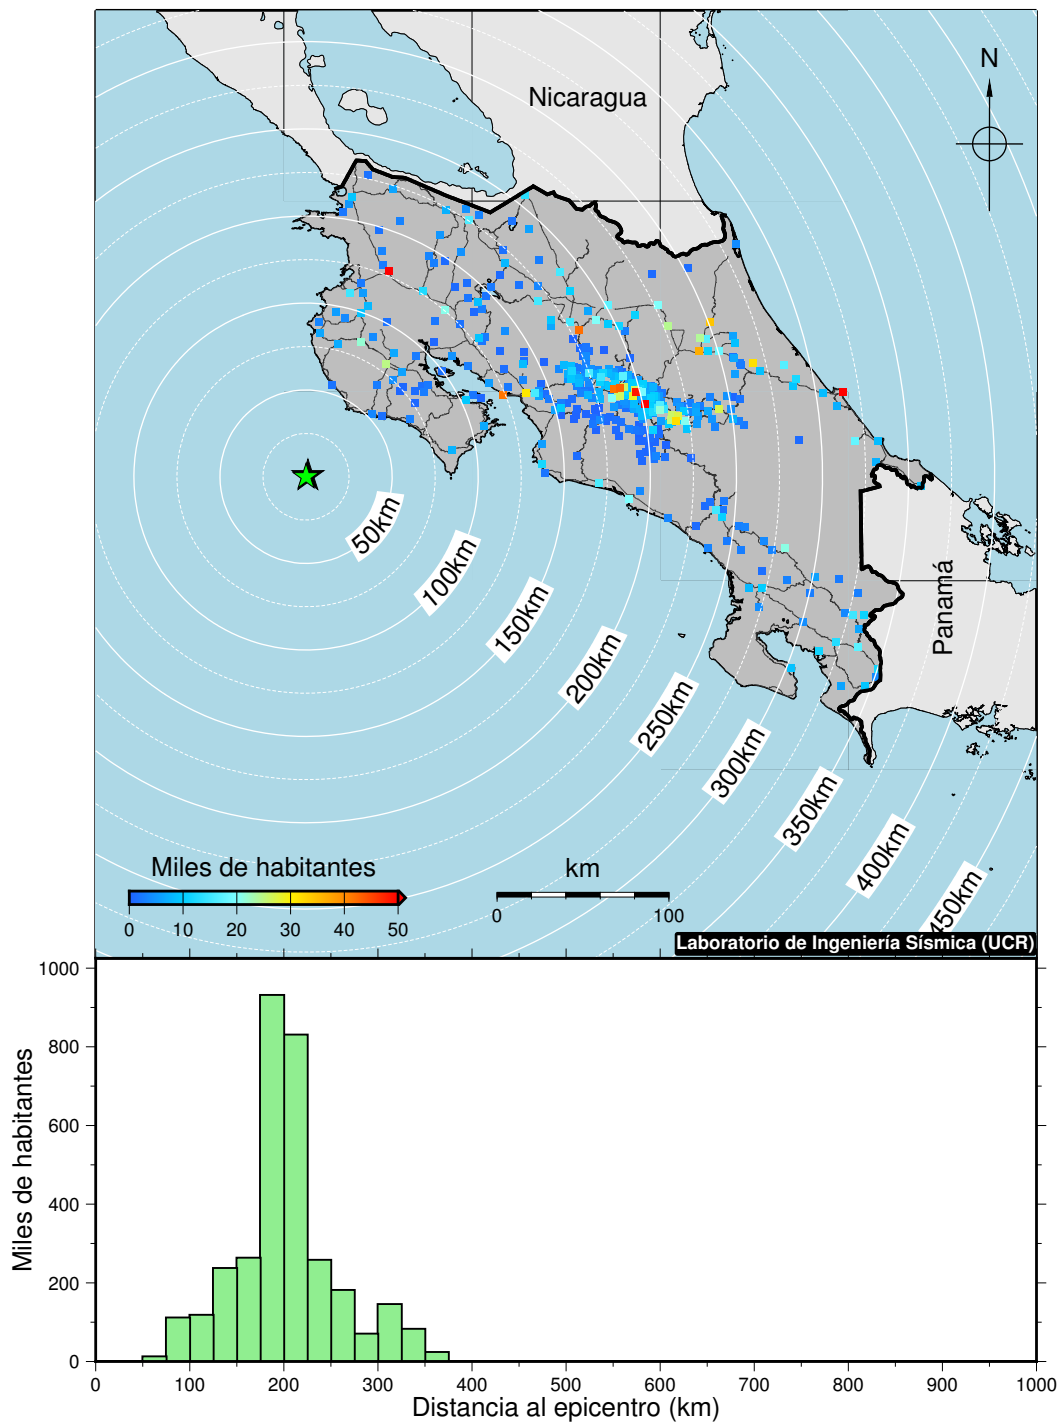 N
Nicaragua
Panamá
50km
100km
150km
200km
250km
300km
350km
400km
450km
Miles de habitantes
0 10 20 30 40 50
km
0 100
Laboratorio de Ingeniería Sísmica (UCR)
Miles de habitantes
1000
800
600
400
200
0
0 100 200 300 400 500 600 700 800 900 1000
Distancia al epicentro (km)